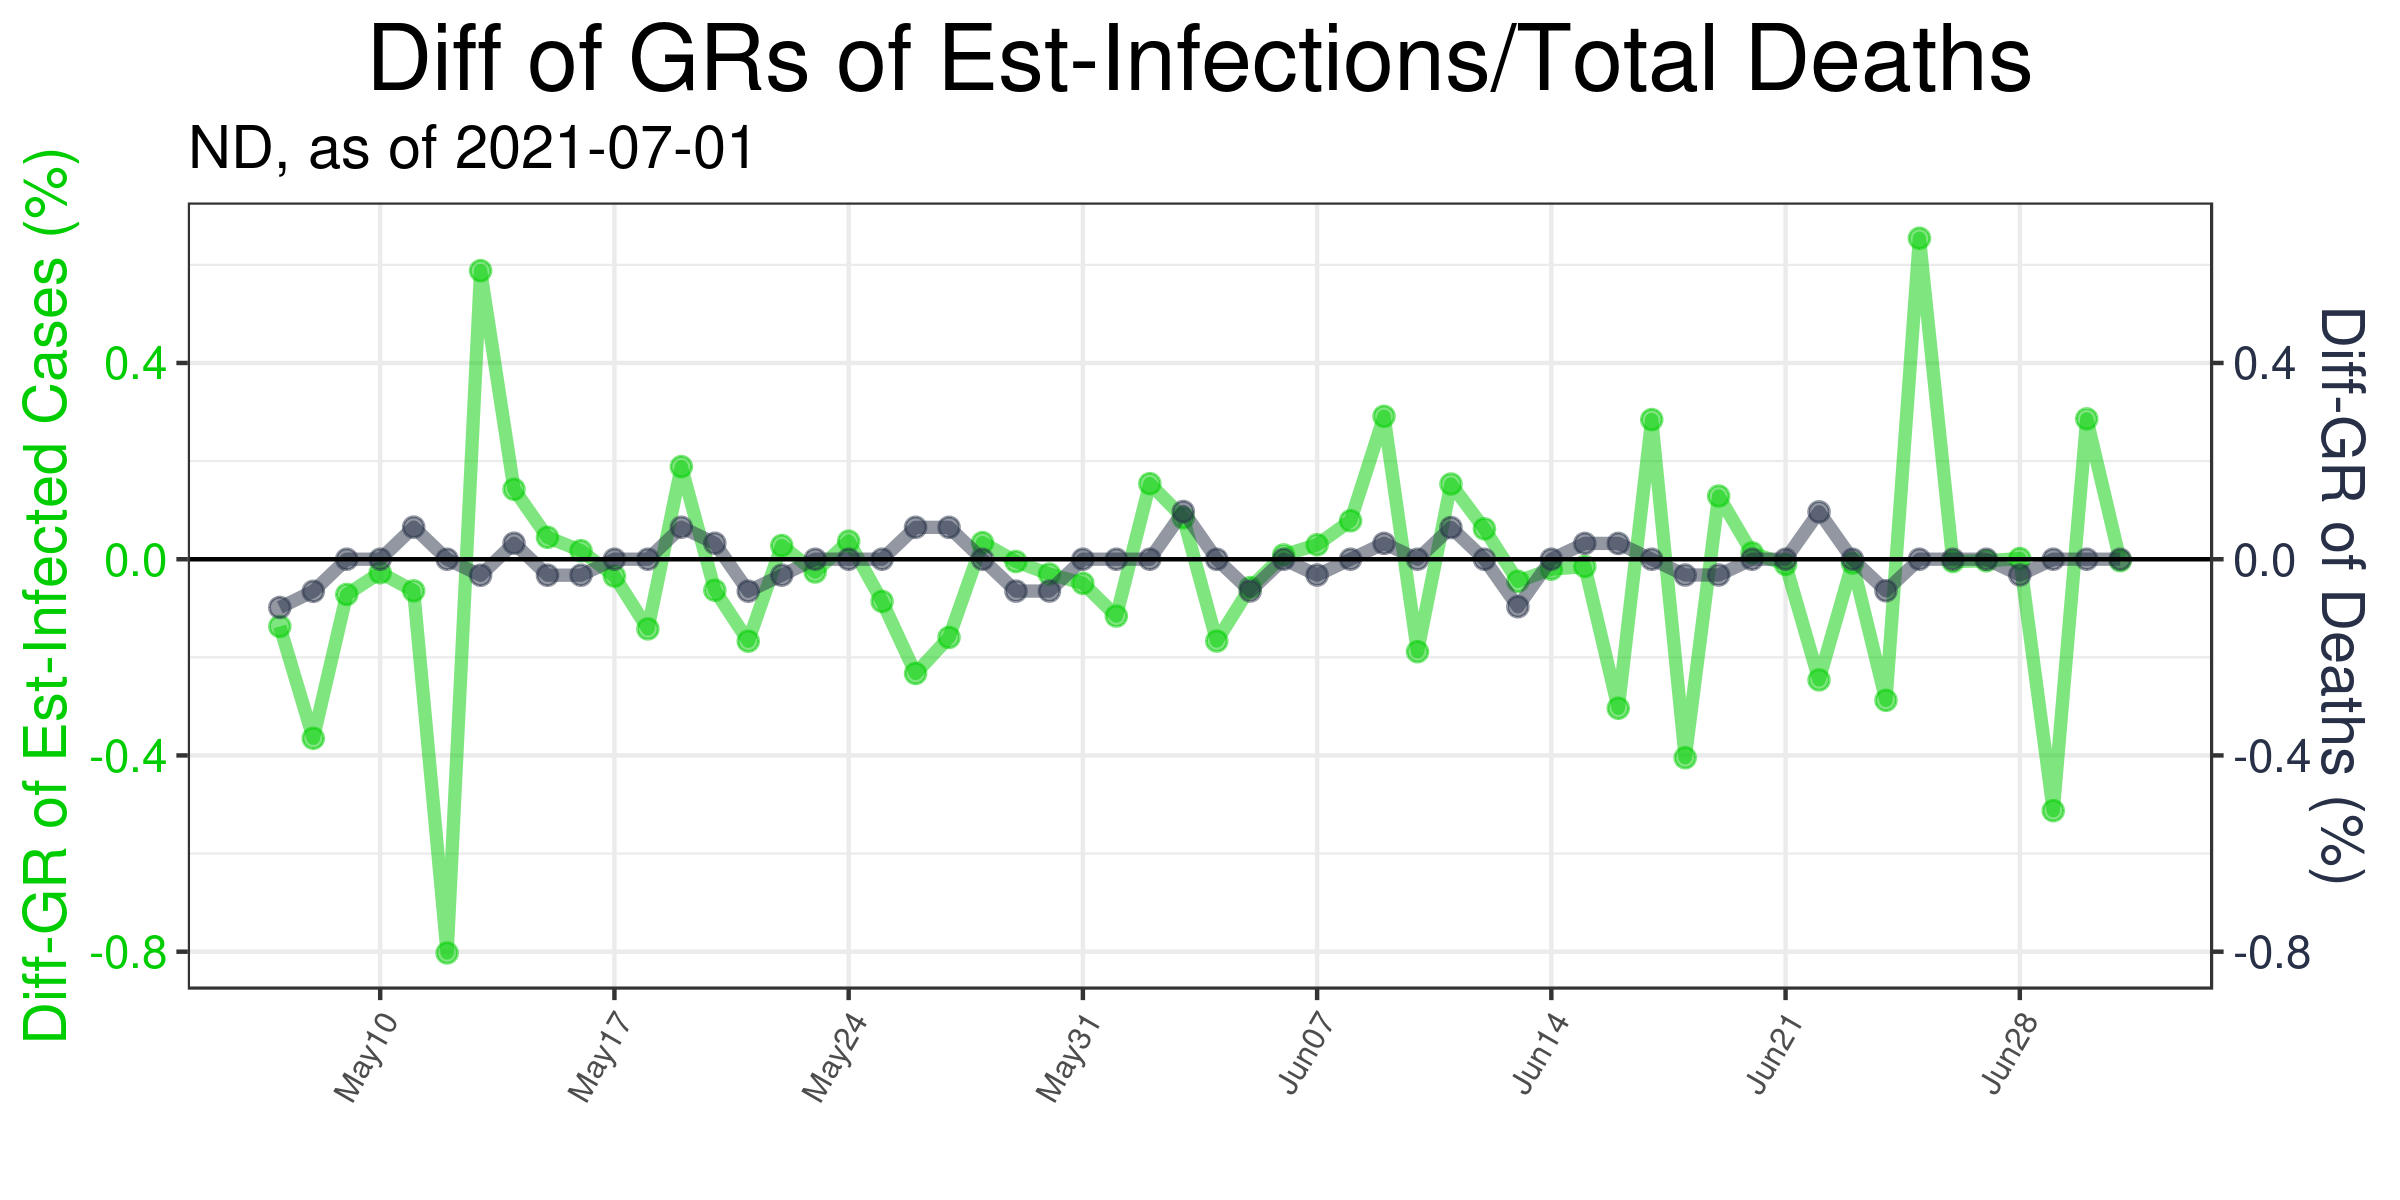 Diff of GRs of Est-Infections/Total Deaths
ND, as of 2021-07-01
Diff-GR of Est-Infected Cases (%)
0.4
0.0
-0.4
-0.8
0.4
0.0
-0.4
-0.8
Diff-GR of Deaths (%)
May10
May17
May24
May31
Jun07
Jun14
Jun21
Jun28